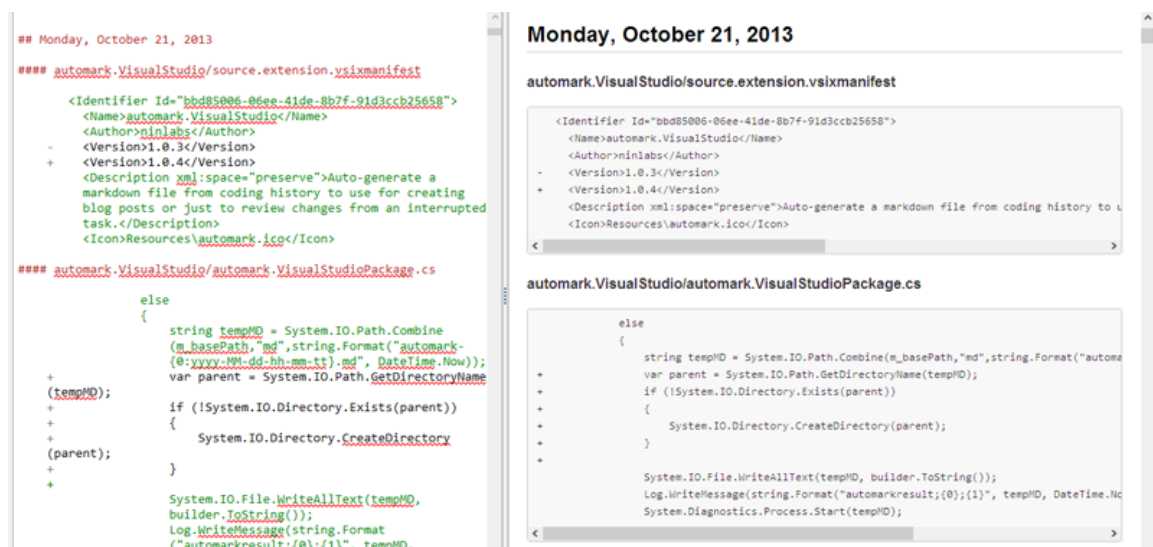 ## Monday, October 21, 2013
#### automark.VisualStudio/source.extension.vsixmanifest
<Identifier Id="bbd85006-06ee-41de-8b7f-91d3ccb25658">
<Name>automark.VisualStudio</Name>
<Author>ninlabs</Author>
- <Version>1.0.3</Version>
+ <Version>1.0.4</Version>
<Description xml:space="preserve">Auto-generate a
markdown file from coding history to use for creating
blog posts or just to review changes from an interrupted
task.</Description>
<Icon>Resources\automark.ico</Icon>
#### automark.VisualStudio/automark.VisualStudioPackage.cs
else
{
string tempMD = System.IO.Path.Combine
(m_basePath,"md",string.Format("automark-
{0:yyyy-MM-dd-hh-mm-tt}.md", DateTime.Now));
+ var parent = System.IO.Path.GetDirectoryName
(tempMD);
+ if (!System.IO.Directory.Exists(parent))
+ {
+ System.IO.Directory.CreateDirectory
(parent);
+ }
+
System.IO.File.WriteAllText(tempMD,
builder.ToString());
Log.WriteMessage(string.Format
("automarkresult;{0};{1}", tempMD,
Monday, October 21, 2013
automark.VisualStudio/source.extension.vsixmanifest
<Identifier Id="bbd85006-06ee-41de-8b7f-91d3ccb25658">
<Name>automark.VisualStudio</Name>
<Author>ninlabs</Author>
- <Version>1.0.3</Version>
+ <Version>1.0.4</Version>
<Description xml:space="preserve">Auto-generate a markdown file from coding history to u
<Icon>Resources\automark.ico</Icon>
automark.VisualStudio/automark.VisualStudioPackage.cs
else
{
string tempMD = System.IO.Path.Combine(m_basePath,"md",string.Format("automa
+ var parent = System.IO.Path.GetDirectoryName(tempMD);
+ if (!System.IO.Directory.Exists(parent))
+ {
+ System.IO.Directory.CreateDirectory(parent);
+ }
+
System.IO.File.WriteAllText(tempMD, builder.ToString());
Log.WriteMessage(string.Format("automarkresult;{0};{1}", tempMD, DateTime.No
System.Diagnostics.Process.Start(tempMD);